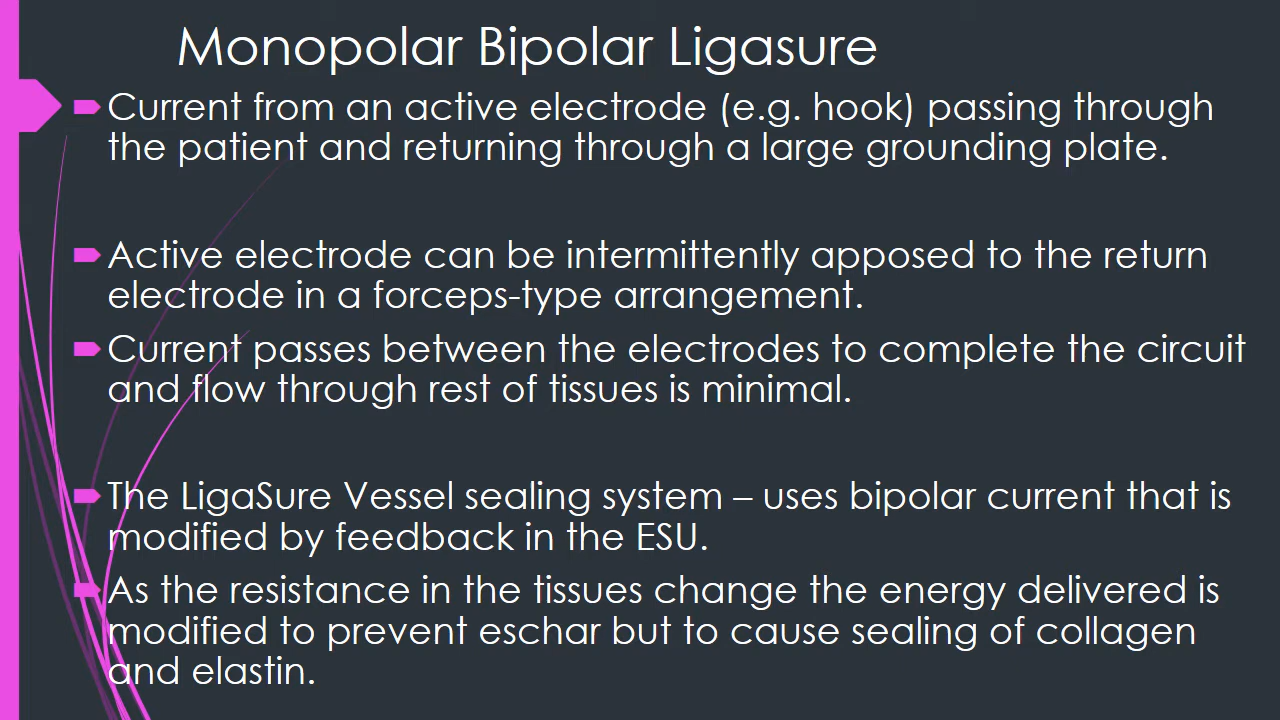 Monopolar Bipolar Ligasure
Current from an active electrode (e.g. hook) passing through
the patient and returning through a large grounding plate.
Active electrode can be intermittently apposed to the return
electrode in a forceps-type arrangement.
Current passes between the electrodes to complete the circuit
and flow through rest of tissues is minimal.
The LigaSure Vessel sealing system – uses bipolar current that is
modified by feedback in the ESU.
As the resistance in the tissues change the energy delivered is
modified to prevent eschar but to cause sealing of collagen
and elastin.